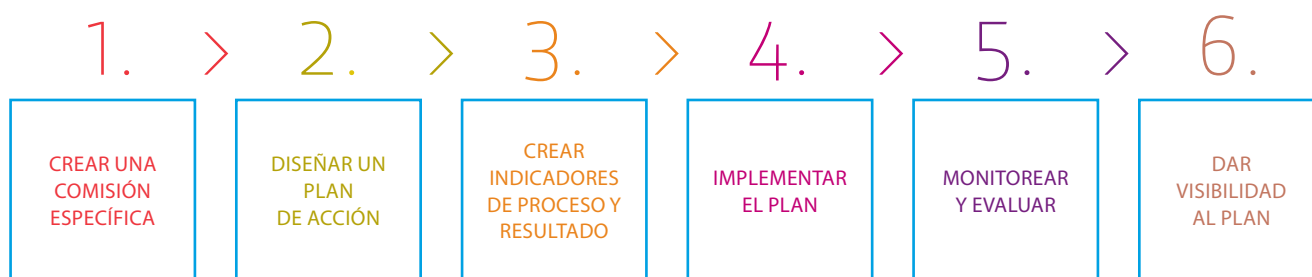 1. > 2. > 3. > 4. > 5. > 6.
CREAR UNA
COMISIÓN
ESPECÍFICA
DISEÑAR UN
PLAN
DE ACCIÓN
CREAR
INDICADORES
DE PROCESO Y
RESULTADO
IMPLEMENTAR
EL PLAN
MONITOREAR
Y EVALUAR
DAR
VISIBILIDAD
AL PLAN